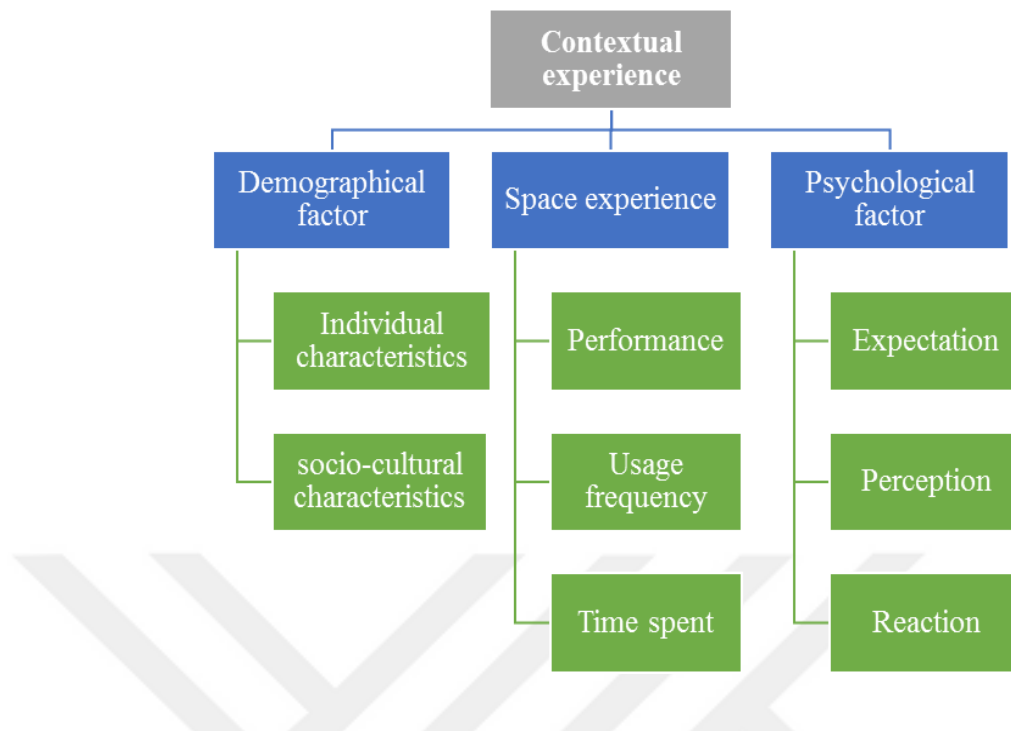 Contextual
experience
Demographical
factor
Space experience
Psychological
factor
Individual
characteristics
Performance
Expectation
socio-cultural
characteristics
Usage
frequency
Perception
Time spent
Reaction